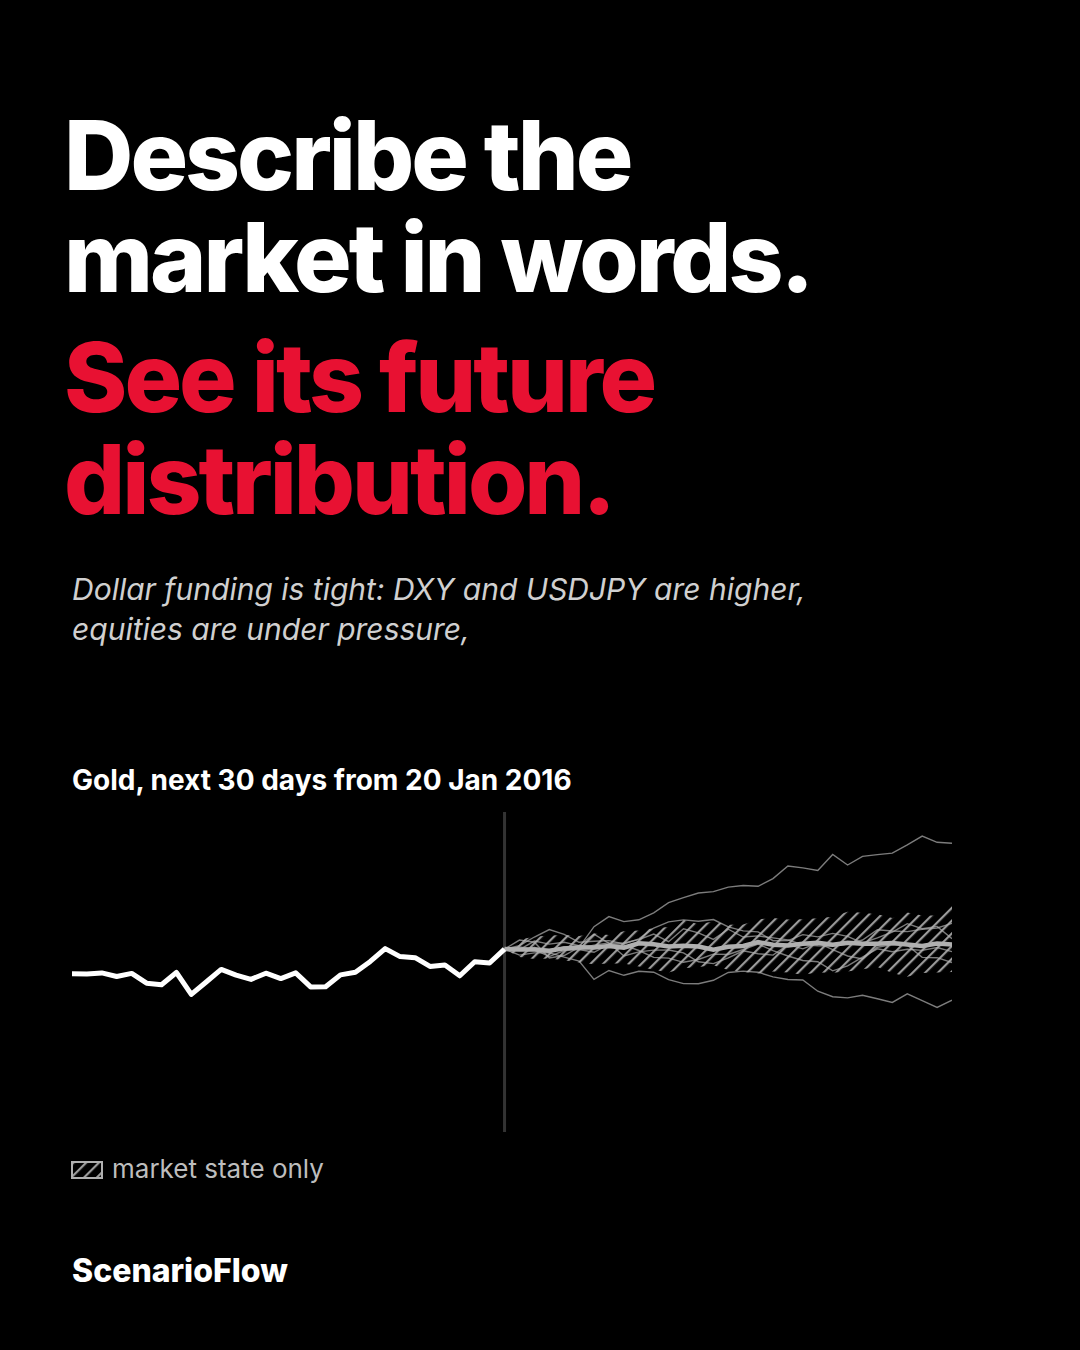 Describe the
market in words.
See its future
distribution.
Dollar funding is tight: DXY and USDJPY are higher,
equities are under pressure,
Gold, next 30 days from 20 Jan 2016
market state only
ScenarioFlow